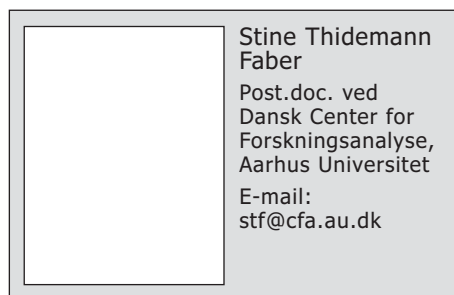 Stine Thidemann
Faber
Post.doc. ved
Dansk Center for
Forskningsanalyse,
Aarhus Universitet
E-mail:
stf@cfa.au.dk